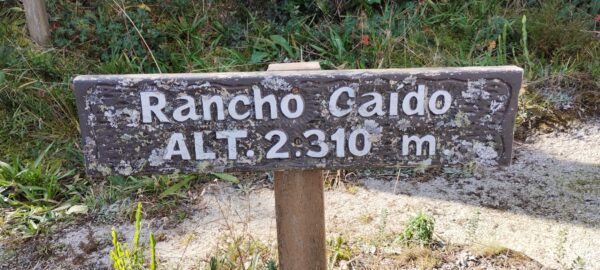 Rancho Caido
ALT. 2.310 m